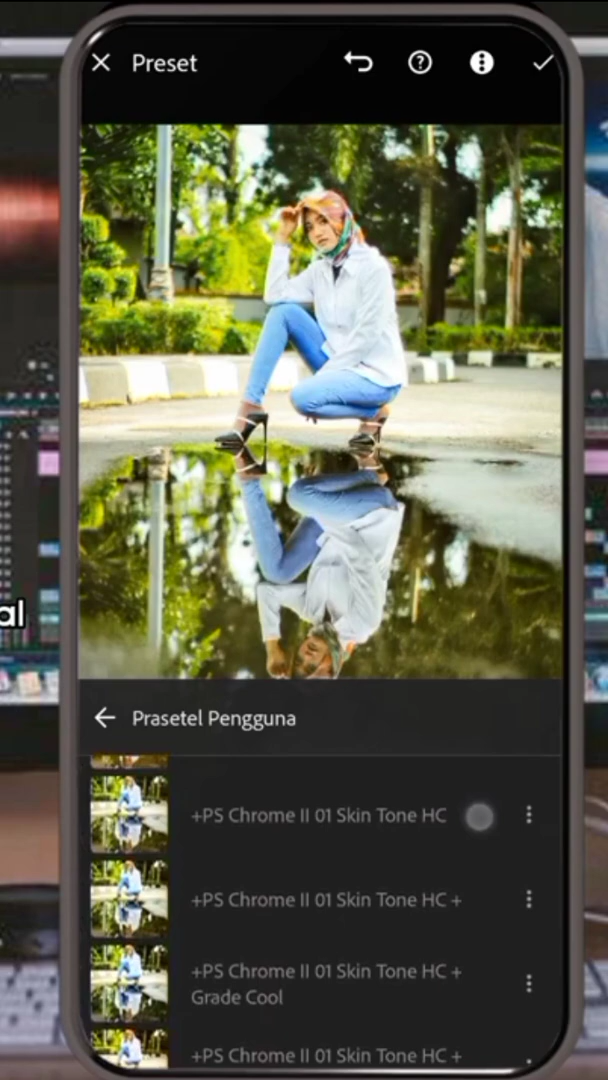 Preset
al
Prasetel Pengguna
+PS Chrome II 01 Skin Tone HC
+PS Chrome II 01 Skin Tone HC +
+PS Chrome II 01 Skin Tone HC +
Grade Cool
+PS Chrome II 01 Skin Tone HC +